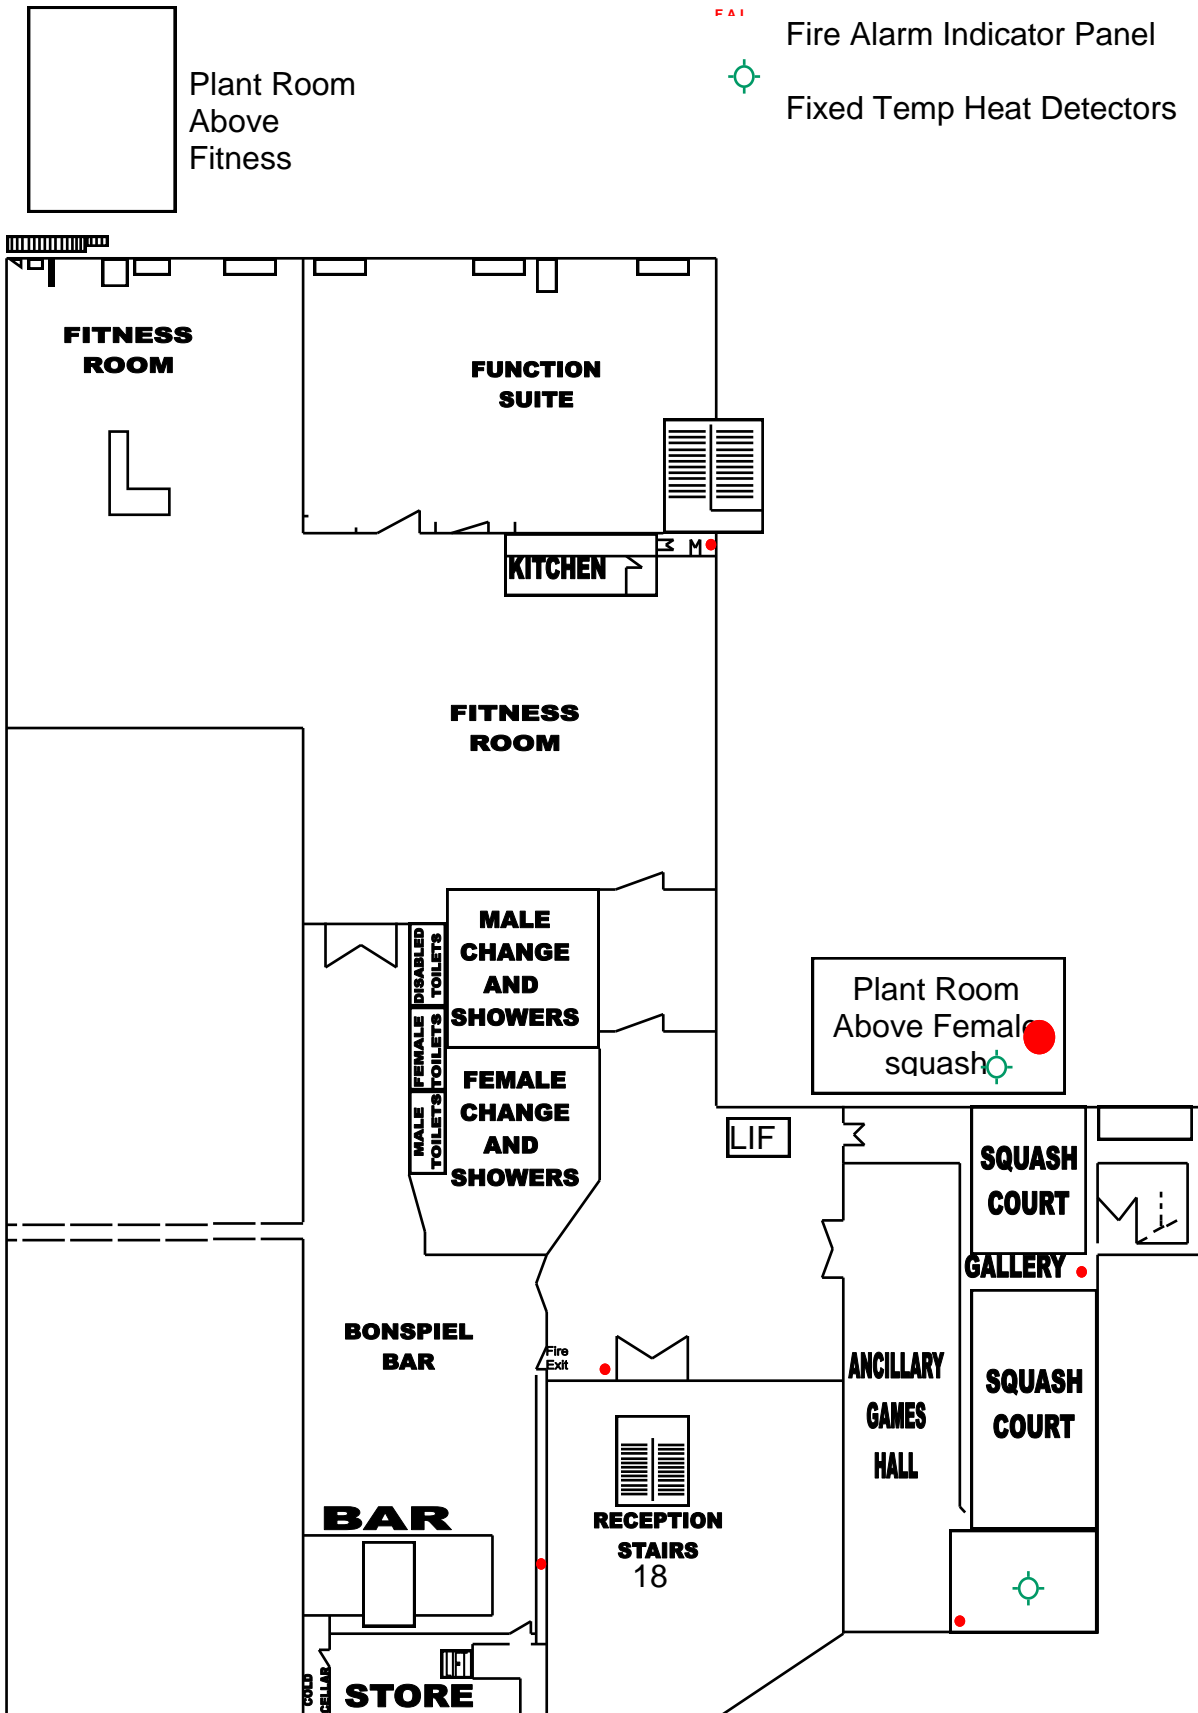 Fire Alarm Indicator Panel
Plant Room
Above
Fitness
Fixed Temp Heat Detectors
FITNESS
ROOM
FUNCTION
SUITE
KITCHEN
FITNESS
ROOM
MALE
CHANGE
AND
SHOWERS
DISABLED
TOILETS
FEMALE
TOILETS
MALE
TOILETS
FEMALE
CHANGE
AND
SHOWERS
Plant Room
Above Female
squash
LIF
SQUASH
COURT
GALLERY
BONSPIEL
BAR
Fire
Exit
ANCILLARY
GAMES
HALL
SQUASH
COURT
BAR
RECEPTION
STAIRS
18
COLD
CELLAR
STORE